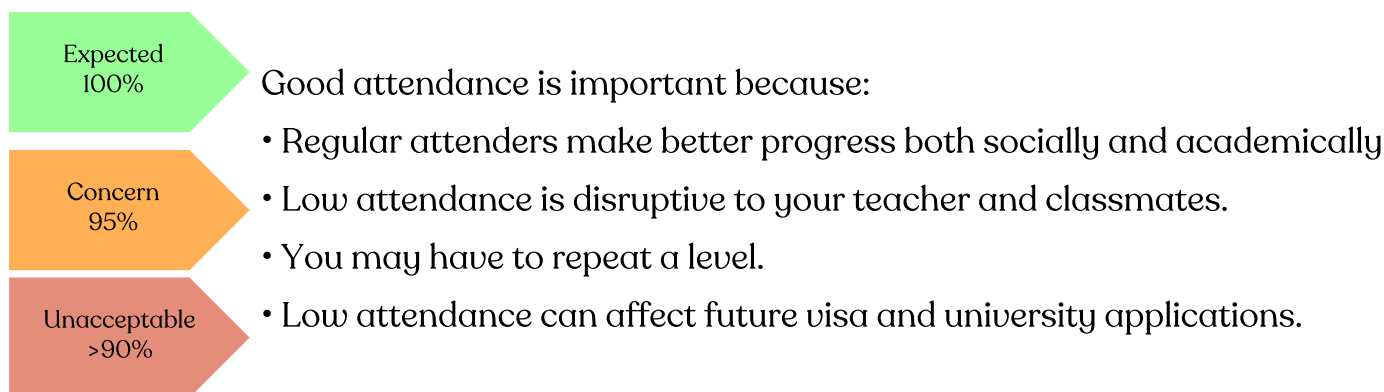 Expected
100%
Good attendance is important because:
• Regular attenders make better progress both socially and academically
Concern
95%
• Low attendance is disruptive to your teacher and classmates.
• You may have to repeat a level.
Unacceptable
>90%
• Low attendance can affect future visa and university applications.